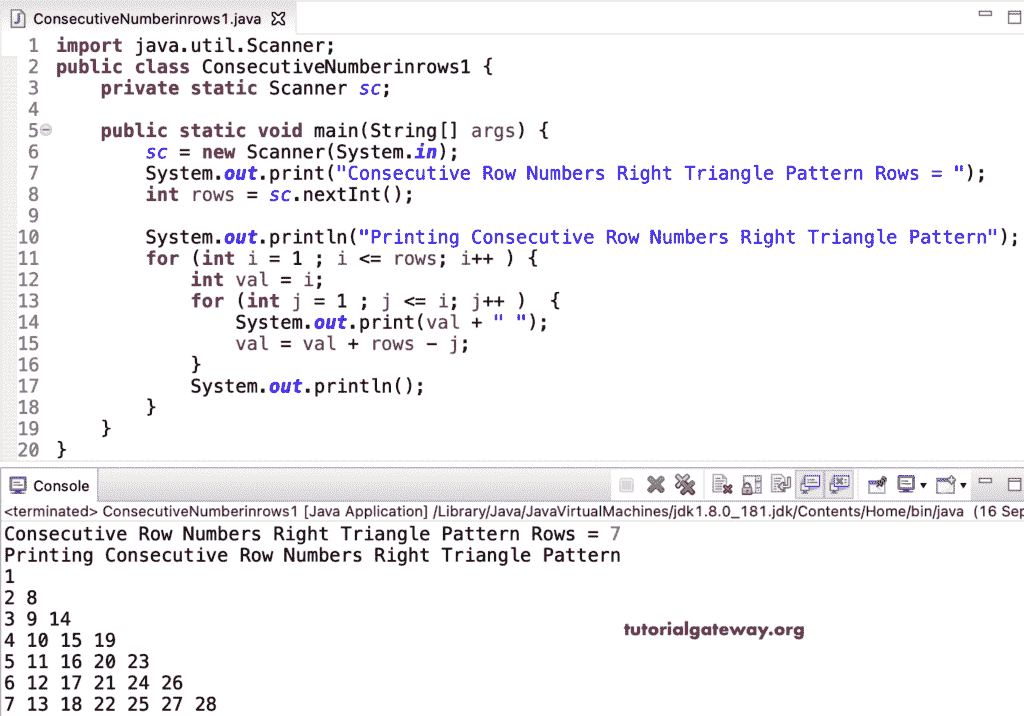 ConsecutiveNumberinrows1.java
1 import java.util.Scanner;
2 public class ConsecutiveNumberinrows1 {
3     private static Scanner sc;
4
5     public static void main(String[] args) {
6         sc = new Scanner(System.in);
7         System.out.print("Consecutive Row Numbers Right Triangle Pattern Rows = ");
8         int rows = sc.nextInt();
9
10         System.out.println("Printing Consecutive Row Numbers Right Triangle Pattern");
11         for (int i = 1 ; i <= rows; i++ ) {
12             int val = i;
13             for (int j = 1 ; j <= i; j++ )  {
14                 System.out.print(val + " ");
15                 val = val + rows - j;
16             }
17             System.out.println();
18         }
19     }
20 }
Console
<terminated> ConsecutiveNumberinrows1 [Java Application] /Library/Java/JavaVirtualMachines/jdk1.8.0_181.jdk/Contents/Home/bin/java (16 Sep
Consecutive Row Numbers Right Triangle Pattern Rows = 7
Printing Consecutive Row Numbers Right Triangle Pattern
1
2 8
3 9 14
4 10 15 19
5 11 16 20 23
6 12 17 21 24 26
7 13 18 22 25 27 28
tutorialgateway.org